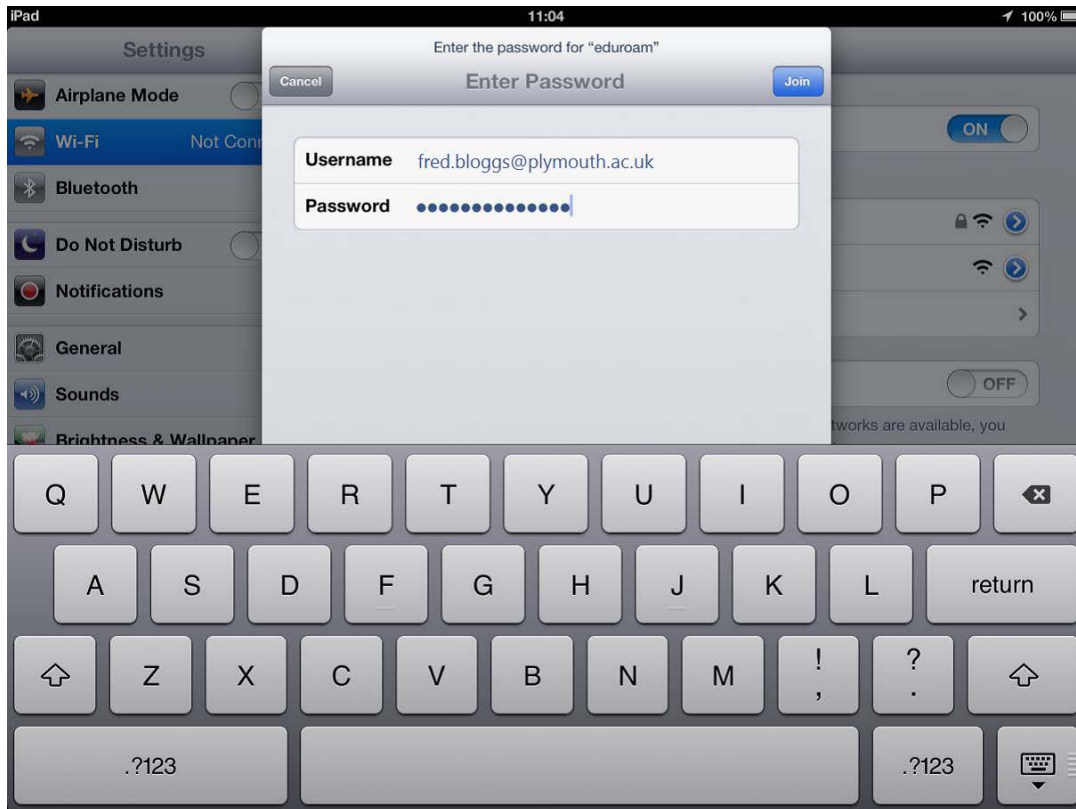 iPad 11:04 100%
Settings
Airplane Mode
Wi-Fi Not Conn
Bluetooth
Do Not Disturb
Notifications
General
Sounds
Brightness & Wallpaper
Enter the password for “eduroam”
Cancel Enter Password Join
Username fred.bloggs@plymouth.ac.uk
Password ••••••••••••••
ON
OFF
tworks are available, you
Q W E R T Y U I O P
A S D F G H J K L return
Z X C V B N M ! , ? .
.?123 .?123